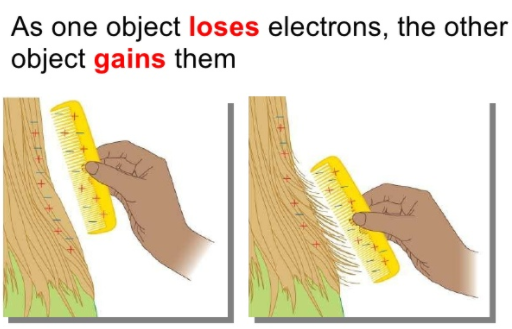 As one object loses electrons, the other
object gains them